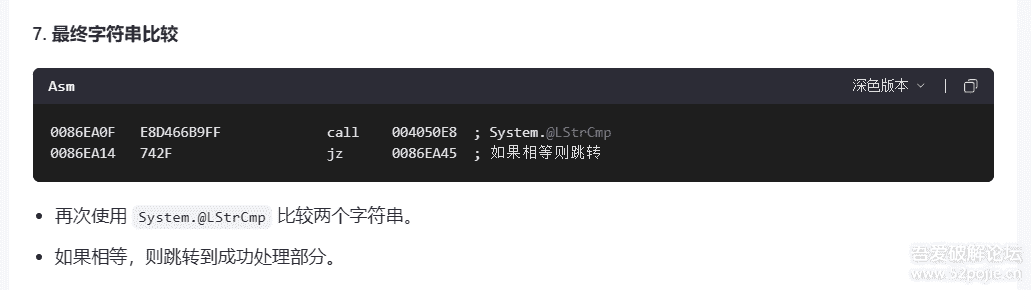 7. 最终字符串比较
Asm 深色版本
0086EA0F E8D466B9FF call 004050E8 ; System.@LStrCmp
0086EA14 742F jz 0086EA45 ; 如果相等则跳转
• 再次使用 System.@LStrCmp 比较两个字符串。
• 如果相等，则跳转到成功处理部分。
吾爱破解论坛
www.52pojie.cn